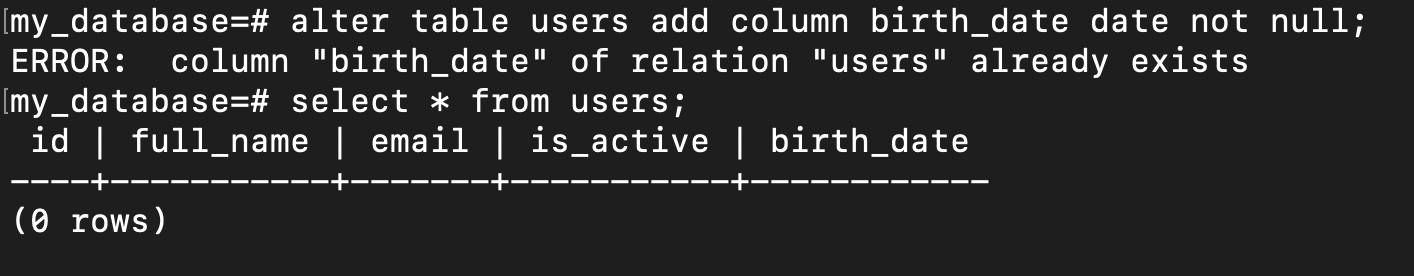 [my_database=# alter table users add column birth_date date not null;
ERROR:  column "birth_date" of relation "users" already exists
[my_database=# select * from users;
 id | full_name | email | is_active | birth_date
----+-----------+-------+-----------+------------
(0 rows)